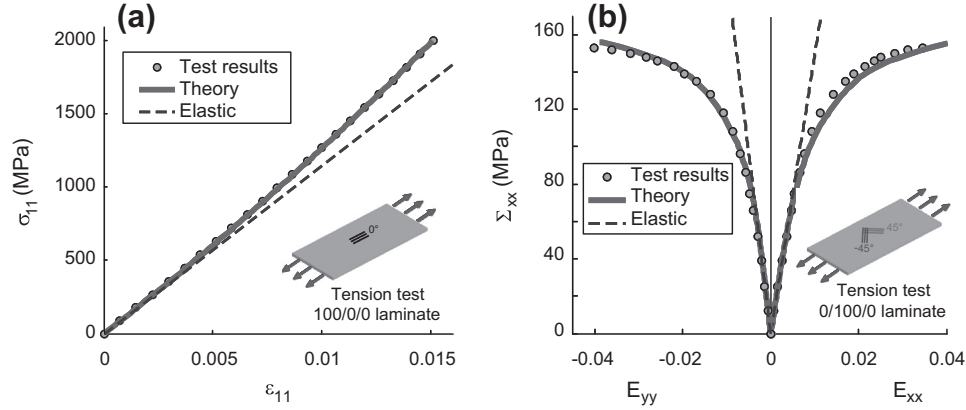 (a)
2000
1500
1000
500
0
σ11 (MPa)
Test results
Theory
Elastic
0°
Tension test
100/0/0 laminate
0
0.005
0.01
0.015
ε11
(b)
160
120
80
40
0
Σxx (MPa)
Test results
Theory
Elastic
45°
-45°
Tension test
0/100/0 laminate
-0.04
-0.02
0
0.02
0.04
Eyy
Exx